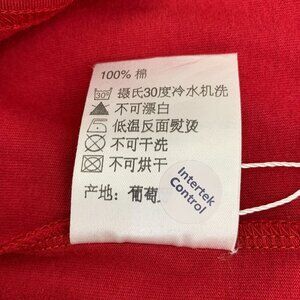 100% 棉
30° 摄氏30度冷水机洗
不可漂白
低温反面熨烫
不可干洗
不可烘干
产地: 葡萄
Intertek
Control